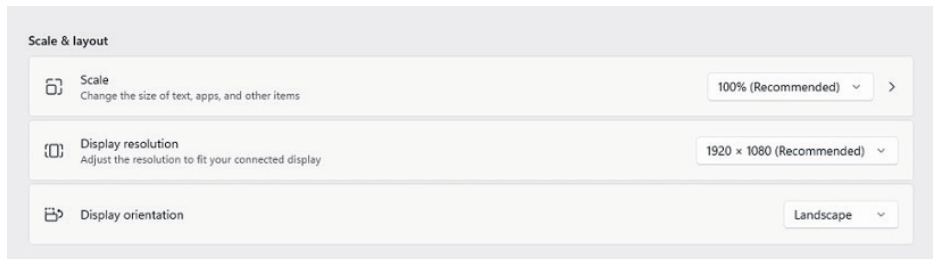 Scale & layout
Scale
Change the size of text, apps, and other items
100% (Recommended)
Display resolution
Adjust the resolution to fit your connected display
1920 × 1080 (Recommended)
Display orientation
Landscape